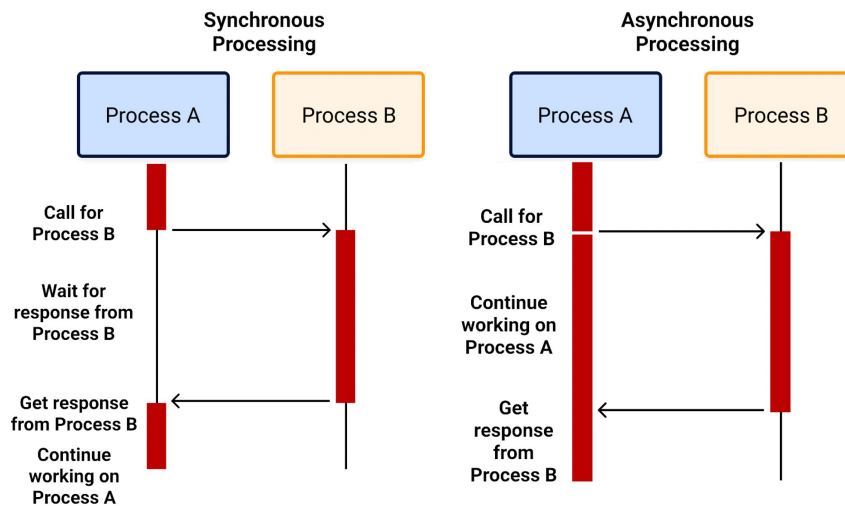 Synchronous
Processing
Process A
Process B
Call for
Process B
Wait for
response from
Process B
Get response
from Process B
Continue
working on
Process A
Asynchronous
Processing
Process A
Process B
Call for
Process B
Continue
working on
Process A
Get
response
from
Process B